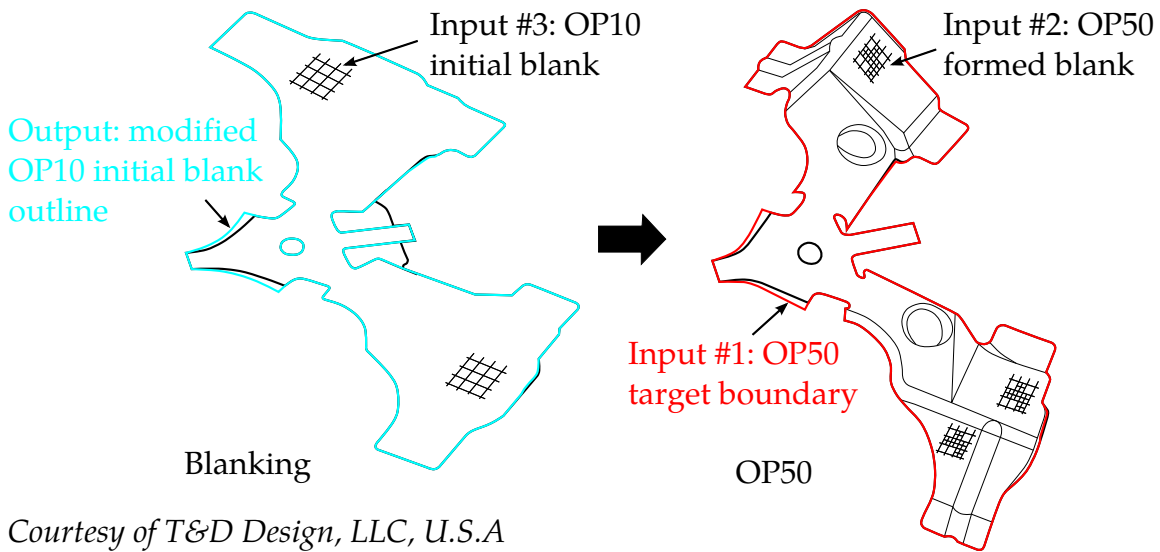 Input #3: OP10
initial blank
Input #2: OP50
formed blank
Output: modified
OP10 initial blank
outline
Input #1: OP50
target boundary
Blanking
OP50
Courtesy of T&D Design, LLC, U.S.A